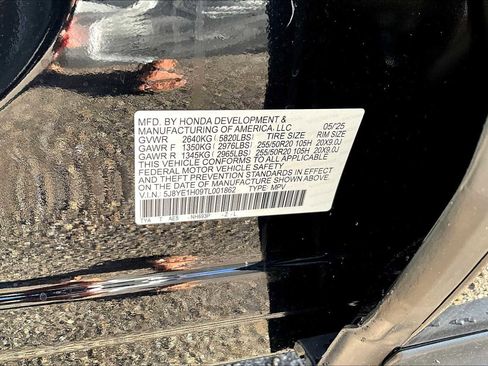 MFD. BY HONDA DEVELOPMENT &
MANUFACTURING OF AMERICA, LLC 05/25
GVWR 2640KG ( 5820LBS) TIRE SIZE RIM SIZE
GAWR F 1350KG ( 2976LBS) 255/50R20 105H 20X9.0J
GAWR R 1345KG ( 2965LBS) 255/50R20 105H 20X9.0J
THIS VEHICLE CONFORMS TO ALL APPLICABLE
FEDERAL MOTOR VEHICLE SAFETY
AND THEFT PREVENTION STANDARDS IN EFFECT
ON THE DATE OF MANUFACTURE SHOWN ABOVE.
V.I.N. 5J8YE1H09TL001862 TYPE: MPV
TYA T AES NH893P Z -L